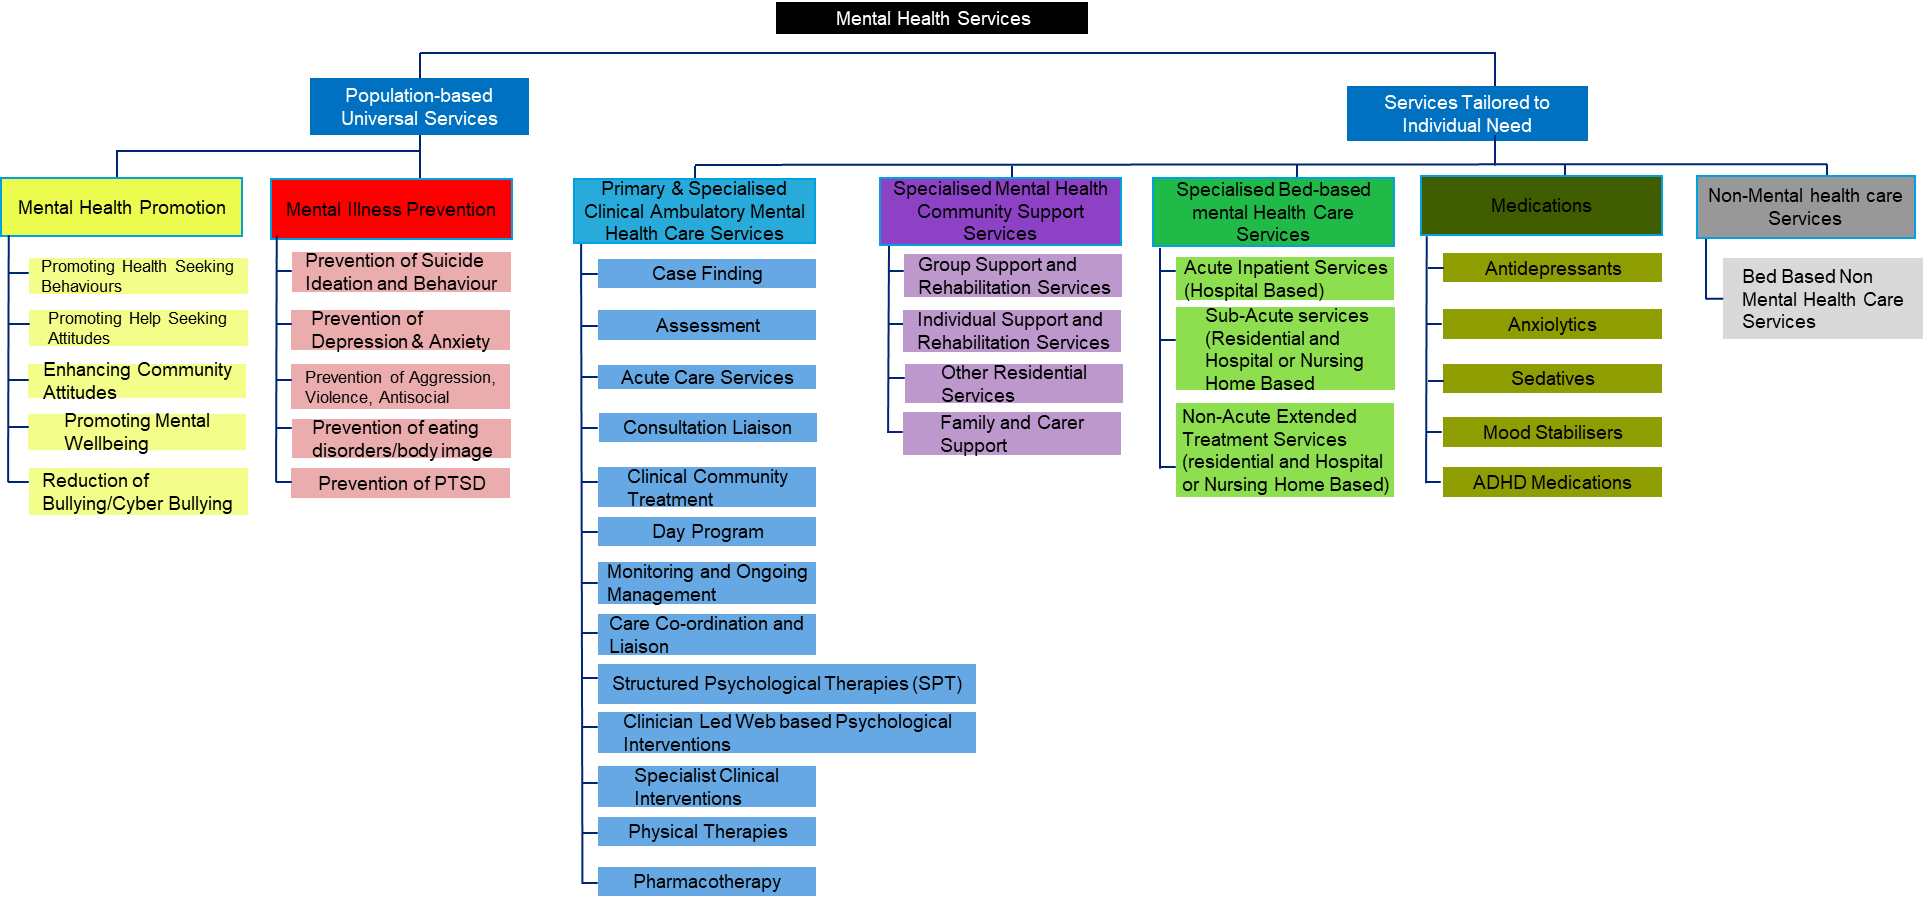 Mental Health Services
Population-based
Universal Services
Services Tailored to
Individual Need
Mental Health Promotion
Promoting Health Seeking
Behaviours
Promoting Help Seeking
Attitudes
Enhancing Community
Attitudes
Promoting Mental
Wellbeing
Reduction of
Bullying/Cyber Bullying
Mental Illness Prevention
Prevention of Suicide
Ideation and Behaviour
Prevention of
Depression & Anxiety
Prevention of Aggression,
Violence, Antisocial
Prevention of eating
disorders/body image
Prevention of PTSD
Primary & Specialised
Clinical Ambulatory Mental
Health Care Services
Case Finding
Assessment
Acute Care Services
Consultation Liaison
Clinical Community
Treatment
Day Program
Monitoring and Ongoing
Management
Care Co-ordination and
Liaison
Structured Psychological Therapies (SPT)
Clinician Led Web based Psychological
Interventions
Specialist Clinical
Interventions
Physical Therapies
Pharmacotherapy
Specialised Mental Health
Community Support
Services
Group Support and
Rehabilitation Services
Individual Support and
Rehabilitation Services
Other Residential
Services
Family and Carer
Support
Specialised Bed-based
mental Health Care
Services
Acute Inpatient Services
(Hospital Based)
Sub-Acute services
(Residential and
Hospital or Nursing
Home Based
Non-Acute Extended
Treatment Services
(residential and Hospital
or Nursing Home Based)
Medications
Antidepressants
Anxiolytics
Sedatives
Mood Stabilisers
ADHD Medications
Non-Mental health care
Services
Bed Based Non
Mental Health Care
Services